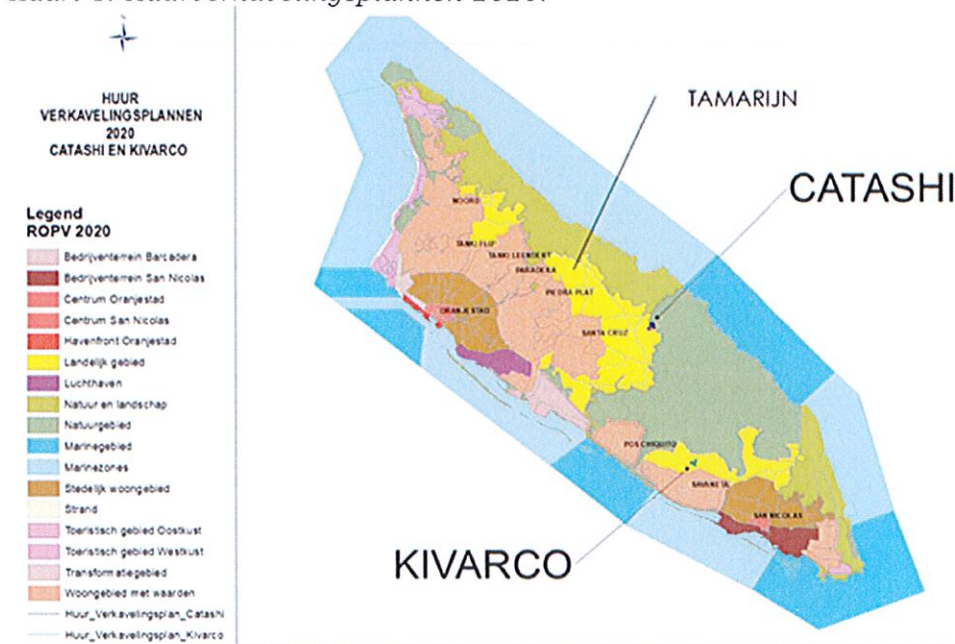 HUUR
VERKAVELINGSPLANNEN
2020
CATASHI EN KIVARCO
Legend
ROPV 2020
Bedrijventerrein Barcadera
Bedrijventerrein San Nicolas
Centrum Oranjestad
Centrum San Nicolas
Havenfront Oranjestad
Landelijk gebied
Luchthaven
Natuur en landschap
Natuurgebied
Marinegebied
Marinezones
Stedelijk woongebied
Strand
Toeristisch gebied Oostkust
Toeristisch gebied Westkust
Transformatiegebied
Woongebied met waarden
Huur_Verkavelingsplan_Catashi
Huur_Verkavelingsplan_Kivarco
TAMARIJN
CATASHI
NOORD
TANKI FLIP
TANKI LEENDERT
PARADERA
PIEDRA PLAT
ORANJESTAD
SANTA CRUZ
POS CHIQUITO
SAVANETA
SAN NICOLAS
KIVARCO